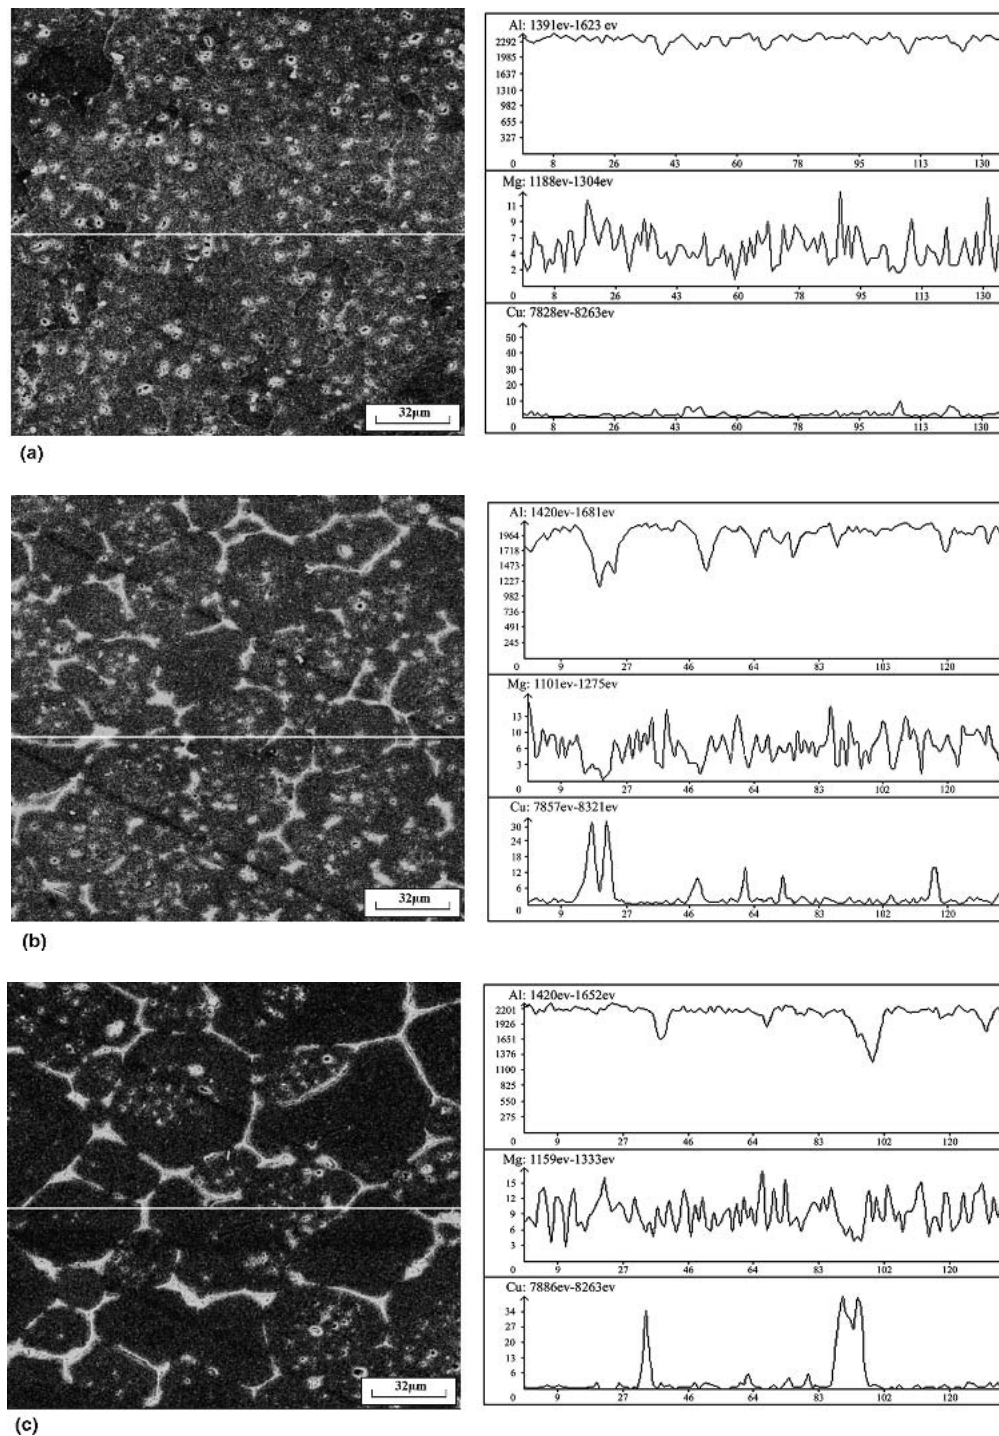 Al: 1391ev-1623 ev
2292
1985
1637
1310
982
655
327
0 8 26 43 60 78 95 113 130
Mg: 1188ev-1304ev
11
9
7
4
2
0 8 26 43 60 78 95 113 130
Cu: 7828ev-8263ev
50
40
30
20
10
0 8 26 43 60 78 95 113 130
32μm
(a)
Al: 1420ev-1681ev
1964
1718
1473
1227
982
736
491
245
0 9 27 46 64 83 103 120
Mg: 1101ev-1275ev
13
10
6
3
0 9 27 46 64 83 102 120
Cu: 7857ev-8321ev
30
24
18
12
6
0 9 27 46 64 83 102 120
32μm
(b)
Al: 1420ev-1652ev
2201
1926
1651
1376
1100
825
550
275
0 9 27 46 64 83 102 120
Mg: 1159ev-1333ev
15
12
9
6
3
0 9 27 46 64 83 102 120
Cu: 7886ev-8263ev
34
27
20
13
6
0 9 27 46 64 83 102 120
32μm
(c)